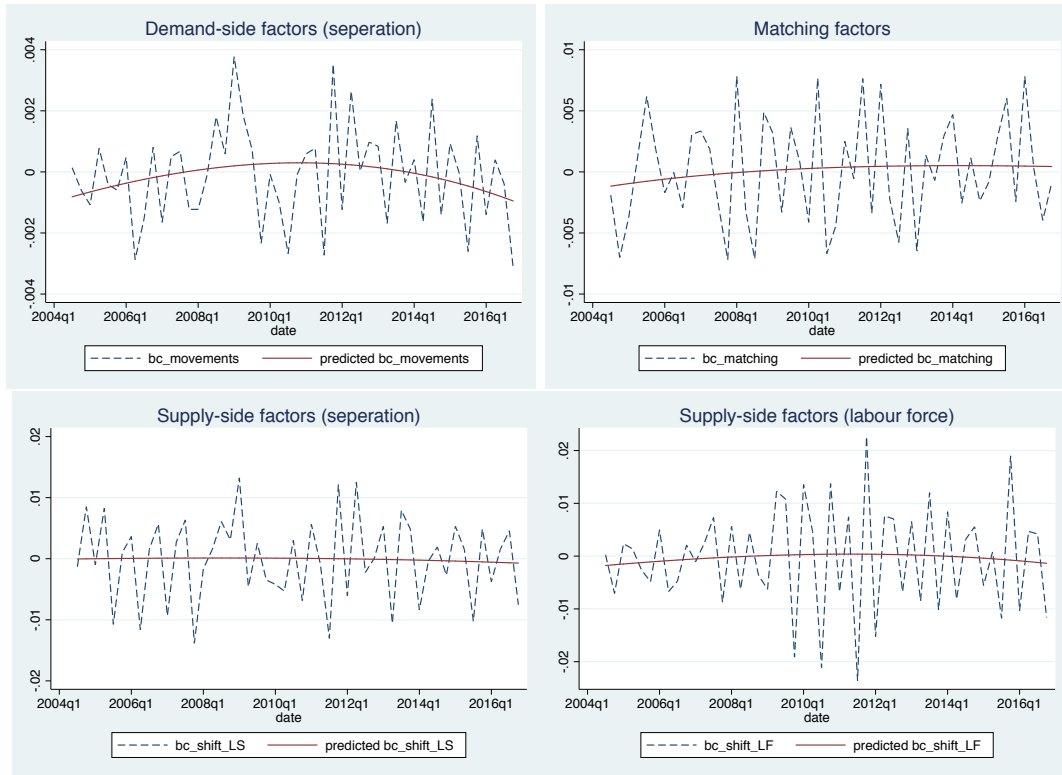 Demand-side factors (seperation)
.004
.002
0
-.002
-.004
2004q1 2006q1 2008q1 2010q1 2012q1 2014q1 2016q1
date
bc_movements predicted bc_movements
Matching factors
.01
.005
0
-.005
-.01
2004q1 2006q1 2008q1 2010q1 2012q1 2014q1 2016q1
date
bc_matching predicted bc_matching
Supply-side factors (seperation)
.02
.01
0
-.01
-.02
2004q1 2006q1 2008q1 2010q1 2012q1 2014q1 2016q1
date
bc_shift_LS predicted bc_shift_LS
Supply-side factors (labour force)
.02
.01
0
-.01
-.02
2004q1 2006q1 2008q1 2010q1 2012q1 2014q1 2016q1
date
bc_shift_LF predicted bc_shift_LF